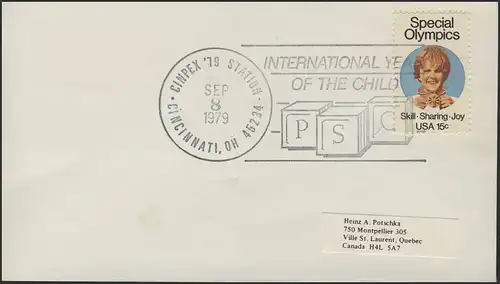 CINPEX '79 STATION
CINCINNATI, OH 45234
SEP
8
1979
INTERNATIONAL YE
OF THE CHILD
P S C
Special
Olympics
Skill·Sharing·Joy
USA 15c
Heinz A. Potschka
750 Montpellier 305
Ville St. Laurent, Quebec
Canada H4L 5A7